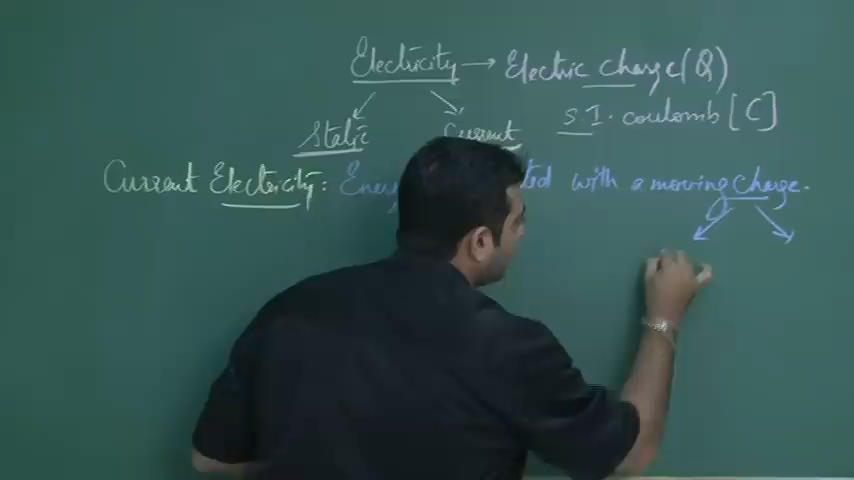 Electricity → Electric charge (Q)
S.I. coulomb [C]
Static Current
Current Electricity: with a moving charge.